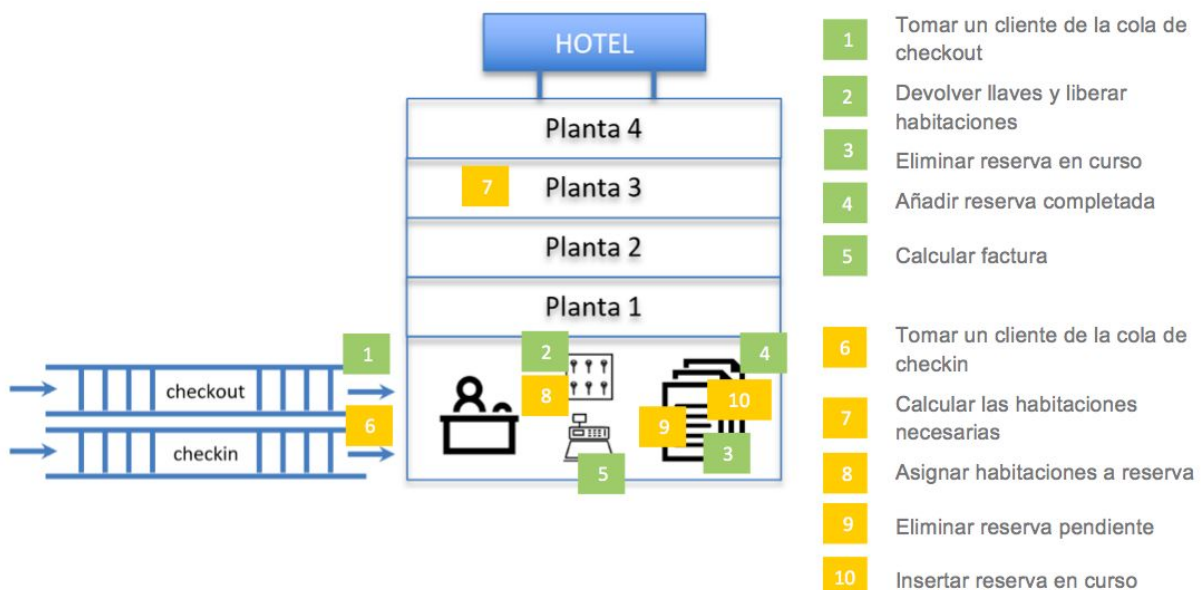 HOTEL
Planta 4
7
Planta 3
Planta 2
Planta 1
1
checkout
6
checkin
2
8
4
10
9
3
5
1
Tomar un cliente de la cola de
checkout
2
Devolver llaves y liberar
habitaciones
3
Eliminar reserva en curso
4
Añadir reserva completada
5
Calcular factura
6
Tomar un cliente de la cola de
checkin
7
Calcular las habitaciones
necesarias
8
Asignar habitaciones a reserva
9
Eliminar reserva pendiente
10
Insertar reserva en curso